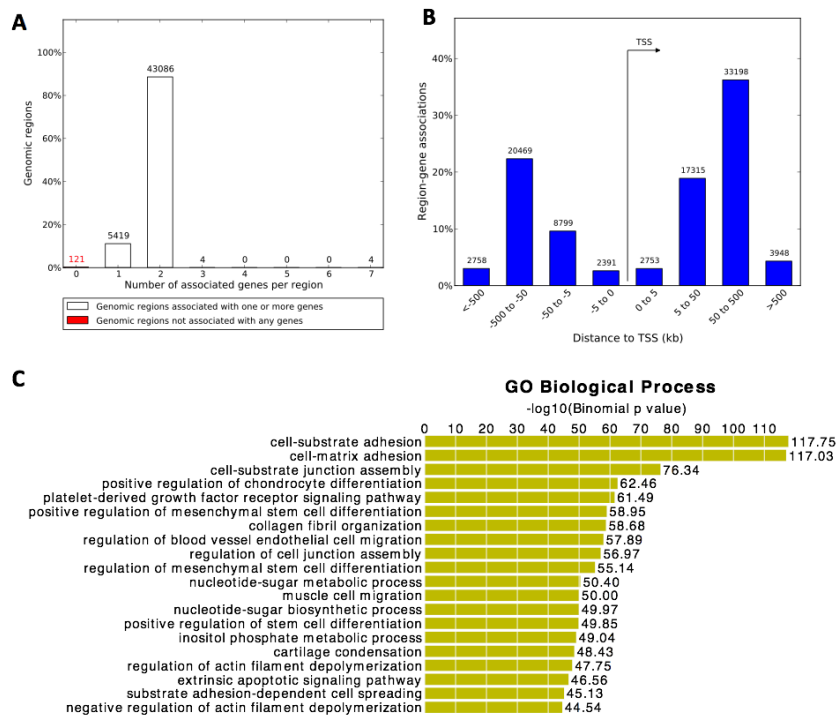 A
100%
80%
60%
40%
20%
0%
Genomic regions
121
5419
43086
4
0
0
0
4
0
1
2
3
4
5
6
7
Number of associated genes per region
Genomic regions associated with one or more genes
Genomic regions not associated with any genes
B
TSS
40%
30%
20%
10%
0%
Region-gene associations
2758
20469
8799
2391
2753
17315
33198
3948
<-500
-500 to -50
-50 to -5
-5 to 0
0 to 5
5 to 50
50 to 500
>500
Distance to TSS (kb)
C
GO Biological Process
-log10(Binomial p value)
0 10 20 30 40 50 60 70 80 90 100 110
cell-substrate adhesion 117.75
cell-matrix adhesion 117.03
cell-substrate junction assembly 76.34
positive regulation of chondrocyte differentiation 62.46
platelet-derived growth factor receptor signaling pathway 61.49
positive regulation of mesenchymal stem cell differentiation 58.95
collagen fibril organization 58.68
regulation of blood vessel endothelial cell migration 57.89
regulation of cell junction assembly 56.97
regulation of mesenchymal stem cell differentiation 55.14
nucleotide-sugar metabolic process 50.40
muscle cell migration 50.00
nucleotide-sugar biosynthetic process 49.97
positive regulation of stem cell differentiation 49.85
inositol phosphate metabolic process 49.04
cartilage condensation 48.43
regulation of actin filament depolymerization 47.75
extrinsic apoptotic signaling pathway 46.56
substrate adhesion-dependent cell spreading 45.13
negative regulation of actin filament depolymerization 44.54